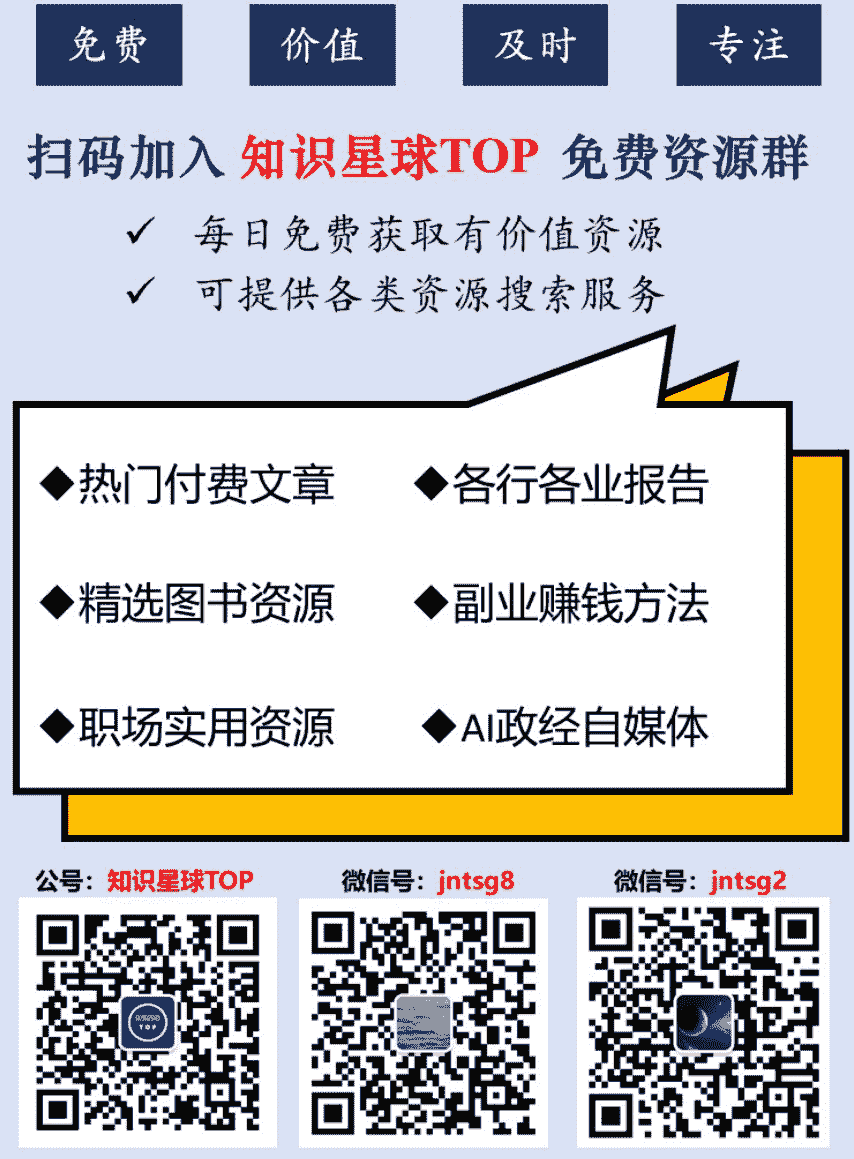 免费 价值 及时 专注
扫码加入 知识星球TOP 免费资源群
✓ 每日免费获取有价值资源
✓ 可提供各类资源搜索服务
◆热门付费文章 ◆各行各业报告
◆精选图书资源 ◆副业赚钱方法
◆职场实用资源 ◆AI政经自媒体
公号：知识星球TOP 微信号：jntsg8 微信号：jntsg2
TOP